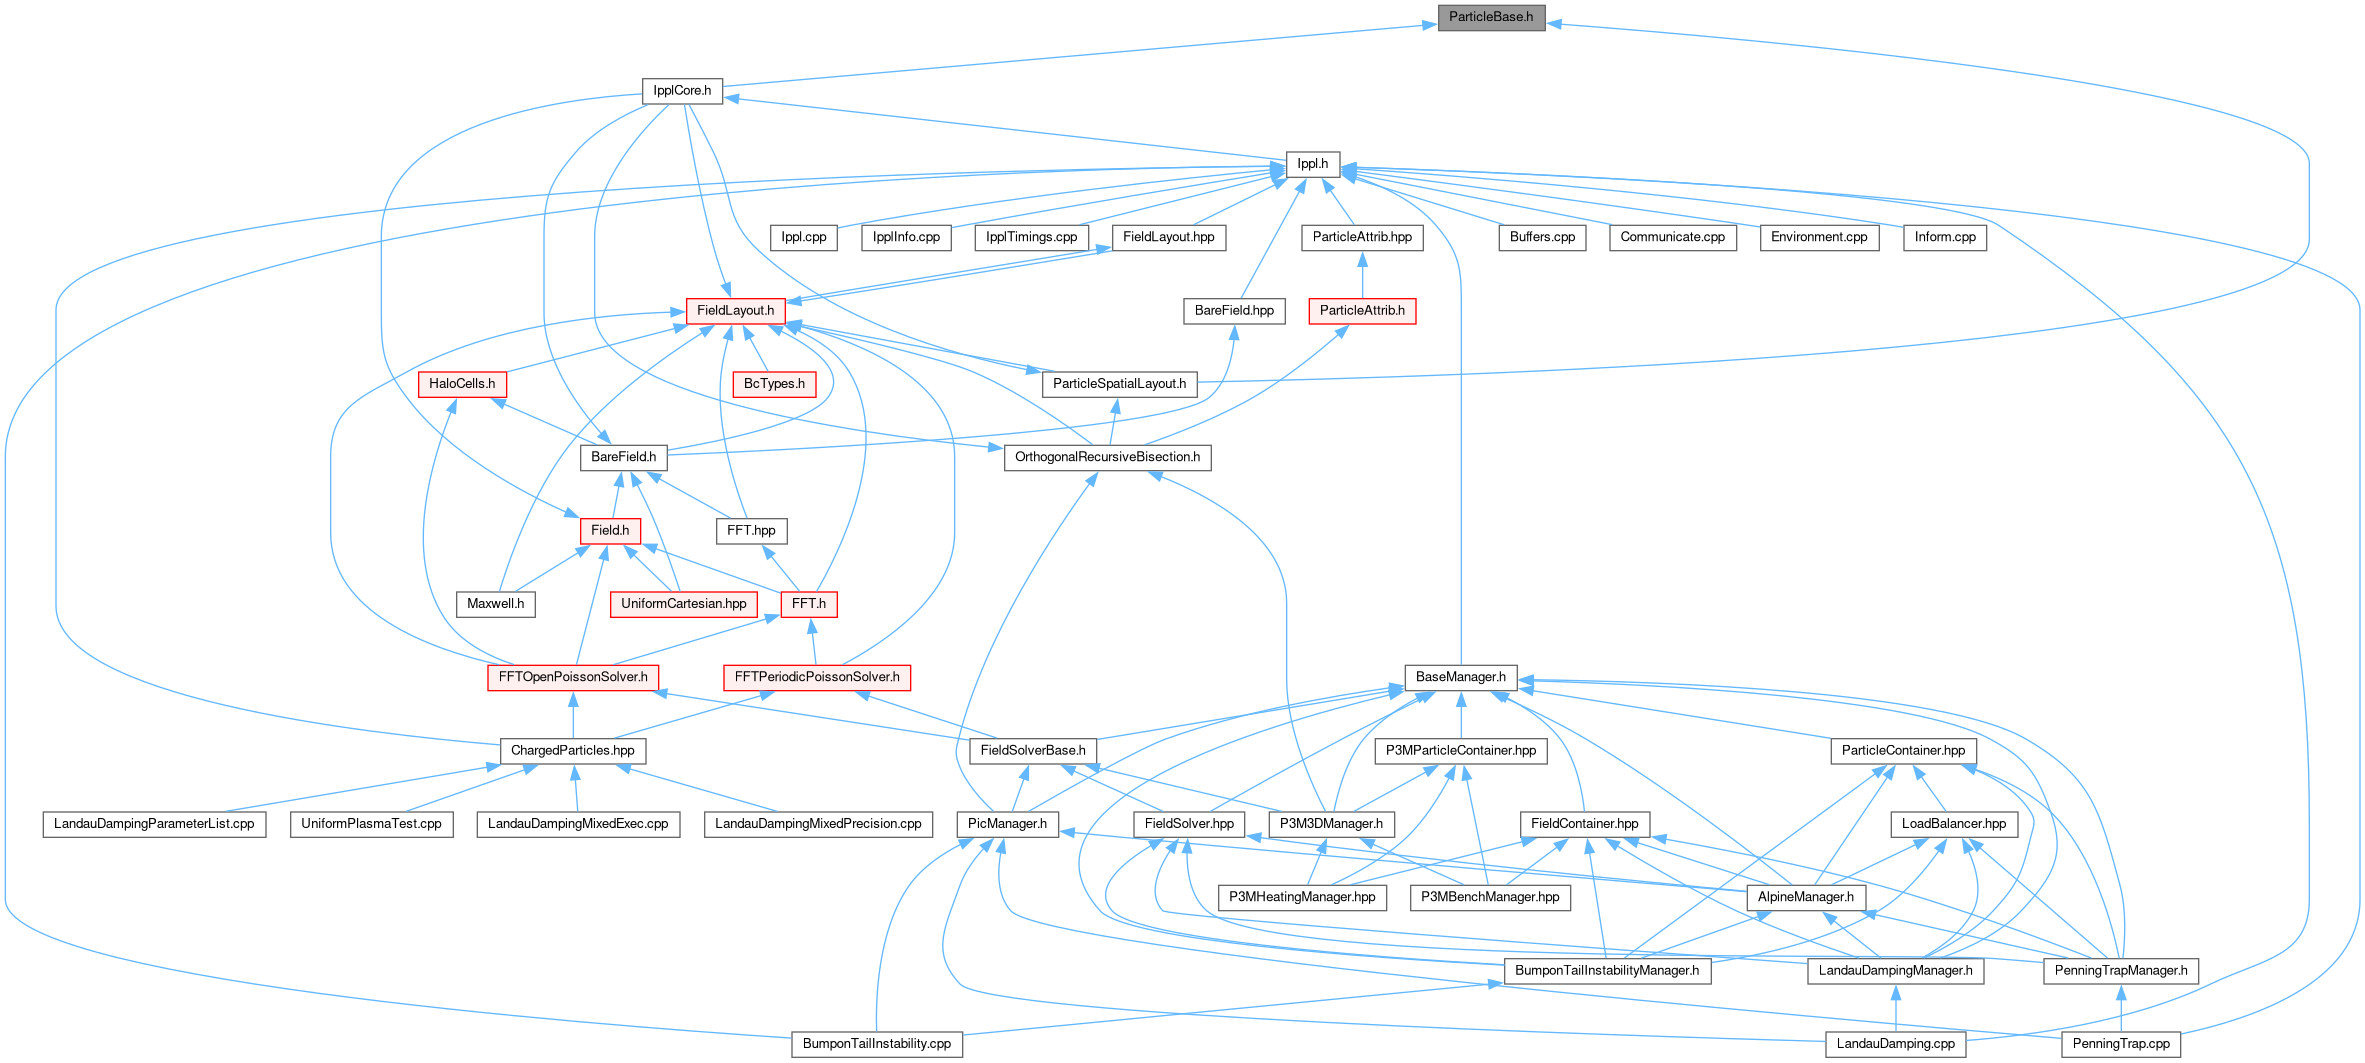 ParticleBase.h
IpplCore.h
Ippl.h
Ippl.cpp
IpplInfo.cpp
IpplTimings.cpp
FieldLayout.hpp
ParticleAttrib.hpp
Buffers.cpp
Communicate.cpp
Environment.cpp
Inform.cpp
FieldLayout.h
BareField.hpp
ParticleAttrib.h
HaloCells.h
BcTypes.h
ParticleSpatialLayout.h
BareField.h
OrthogonalRecursiveBisection.h
Field.h
FFT.hpp
Maxwell.h
UniformCartesian.hpp
FFT.h
FFTOpenPoissonSolver.h
FFTPeriodicPoissonSolver.h
BaseManager.h
ChargedParticles.hpp
FieldSolverBase.h
P3MParticleContainer.hpp
ParticleContainer.hpp
LandauDampingParameterList.cpp
UniformPlasmaTest.cpp
LandauDampingMixedExec.cpp
LandauDampingMixedPrecision.cpp
PicManager.h
FieldSolver.hpp
P3M3DManager.h
FieldContainer.hpp
LoadBalancer.hpp
P3MHeatingManager.hpp
P3MBenchManager.hpp
AlpineManager.h
BumponTailInstabilityManager.h
LandauDampingManager.h
PenningTrapManager.h
BumponTailInstability.cpp
LandauDamping.cpp
PenningTrap.cpp